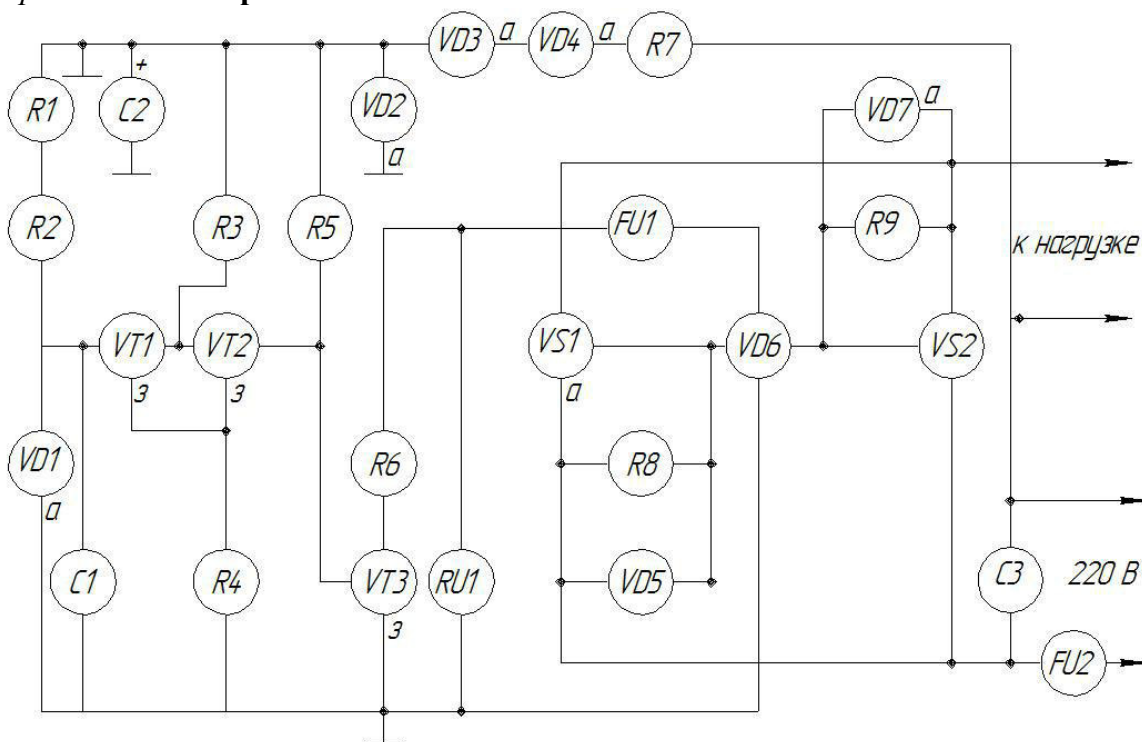 VD3 а VD4 а R7
+
R1 C2 VD2 VD7 а
а
R2 R3 R5 FU1 R9
к нагрузке
VT1 VT2 VS1 VD6 VS2
з з а
VD1 R6 R8
а
C1 R4 VT3 RU1 VD5 C3 220 В
з
FU2